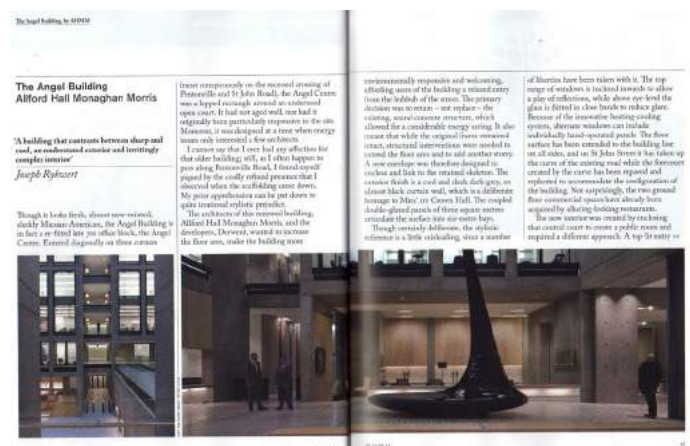 The Angel Building, by AHMM
The Angel Building
Allford Hall Monaghan Morris
'A building that contrasts between sharp and
cool, an understated exterior and invitingly
complex interior'
Joseph Rykwert
Though it looks fresh, almost new-minted,
sleekly Miesian-American, the Angel Building is
in fact a re-fitted late 70s office block, the Angel
Centre. Entered diagonally on three corners
(most conspicuously on the recessed crossing of
Pentonville and St John Road), the Angel Centre
was a lopped rectangle around an underused
open court. It had not aged well, nor had it
originally been particularly responsive to the site.
Moreover, it was designed at a time when energy
issues only interested a few architects.
I cannot say that I ever had any affection for
that older building; still, as I often happen to
pass along Pentonville Road, I found myself
piqued by the coolly refined presence that I
observed when the scaffolding came down.
My prior apprehension can be put down to
quite irrational stylistic prejudice.
The architects of this renewed building,
Allford Hall Monaghan Morris, and the
developers, Derwent, wanted to increase
the floor area, make the building more
environmentally responsive and welcoming,
affording users of the building a relaxed entry
from the hubbub of the street. The primary
decision was to retain – not replace – the
existing, sound concrete structure, which
allowed for a considerable energy saving. It also
meant that while the original frame remained
intact, structural interventions were needed to
extend the floor area and to add another storey.
A new envelope was therefore designed to
enclose and link to the retained skeleton. The
exterior finish is a cool and sleek dark-grey, an
almost black curtain wall, which is a deliberate
homage to Mies' Crown Hall. The coupled
double-glazed panels of three square metres
articulate the surface into six-metre bays.
Though certainly deliberate, the stylistic
reference is a little misleading, since a number
of liberties have been taken with it. The top
range of windows is inclined inwards to allow
a play of reflections, while above eye-level the
glass is fritted in close bands to reduce glare.
Because of the innovative heating-cooling
system, alternate windows can include
individually hand-operated panels. The floor
surface has been extended to the building line
on all sides, and on St John Street it has taken up
the curve of the existing road while the forecourt
created by the curve has been repaved and
replanted to accommodate the configuration of
the building. Not surprisingly, the two ground
floor commercial spaces have already been
acquired by alluring-looking restaurants.
The new interior was created by enclosing
that central court to create a public room and
required a different approach. A top-lit entry >>